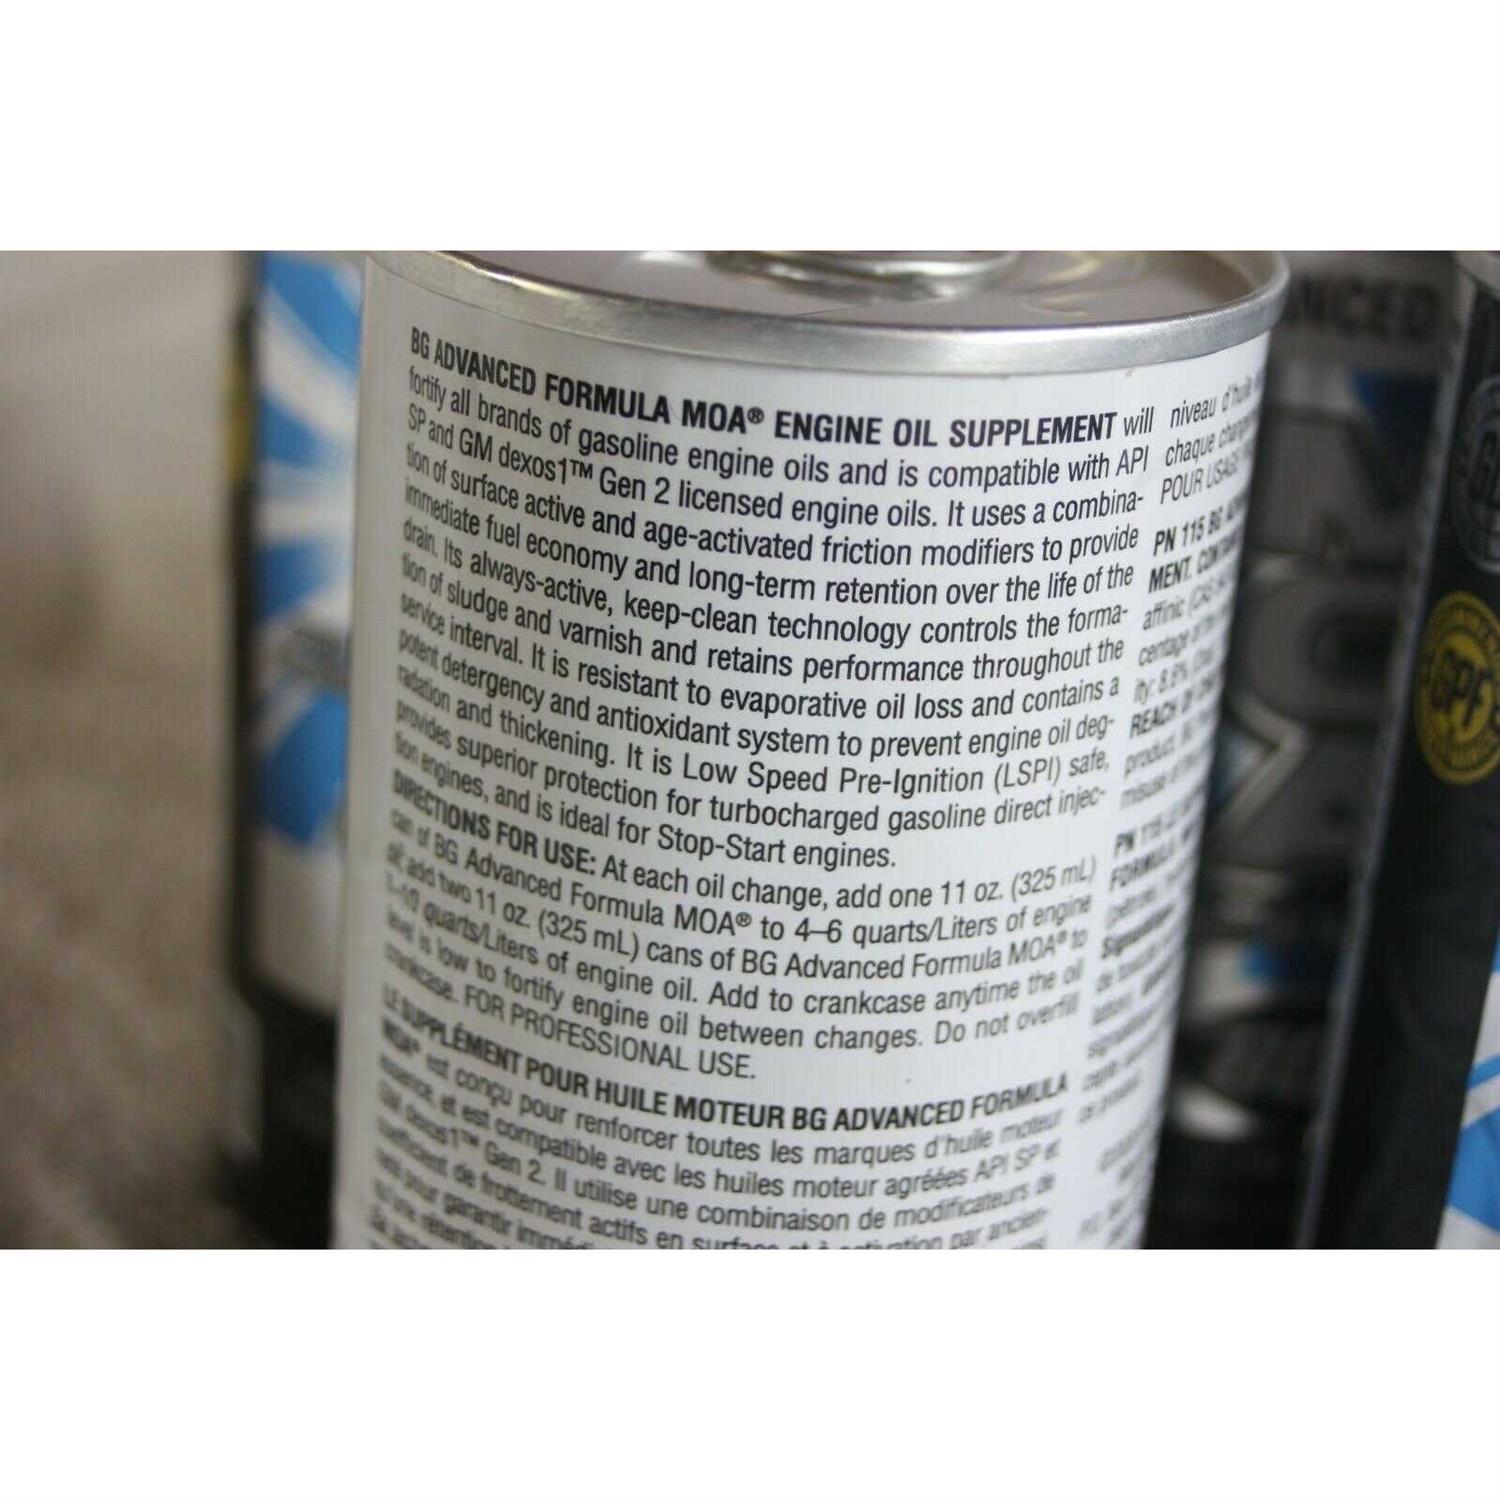 BG ADVANCED FORMULA MOA® ENGINE OIL SUPPLEMENT will
fortify all brands of gasoline engine oils and is compatible with API
SP and GM dexos1™ Gen 2 licensed engine oils. It uses a combina-
tion of surface active and age-activated friction modifiers to provide
immediate fuel economy and long-term retention over the life of the
drain. Its always-active, keep-clean technology controls the forma-
tion of sludge and varnish and retains performance throughout the
service interval. It is resistant to evaporative oil loss and contains a
potent detergency and antioxidant system to prevent engine oil deg-
radation and thickening. It is Low Speed Pre-Ignition (LSPI) safe,
provides superior protection for turbocharged gasoline direct injec-
tion engines, and is ideal for Stop-Start engines.
DIRECTIONS FOR USE: At each oil change, add one 11 oz. (325 mL)
can of BG Advanced Formula MOA® to 4–6 quarts/Liters of engine
oil; add two 11 oz. (325 mL) cans of BG Advanced Formula MOA® to
quarts/Liters of engine oil. Add to crankcase anytime the oil
level is low to fortify engine oil between changes. Do not overfill
crankcase. FOR PROFESSIONAL USE.
LE SUPPLÉMENT POUR HUILE MOTEUR BG ADVANCED FORMULA
MOA® est conçu pour renforcer toutes les marques d'huile moteur
essence, et est compatible avec les huiles moteur agréées API SP et
GM dexos1™ Gen 2. Il utilise une combinaison de modificateurs de
coefficient de frottement actifs en surface et à activation par ancien-
pour garantir
niveau d'huile
chaque
POUR USAGE
PN 115 BG
MENT.
REACH OF
product.
PN 115
FORMULA
NCED
GPF